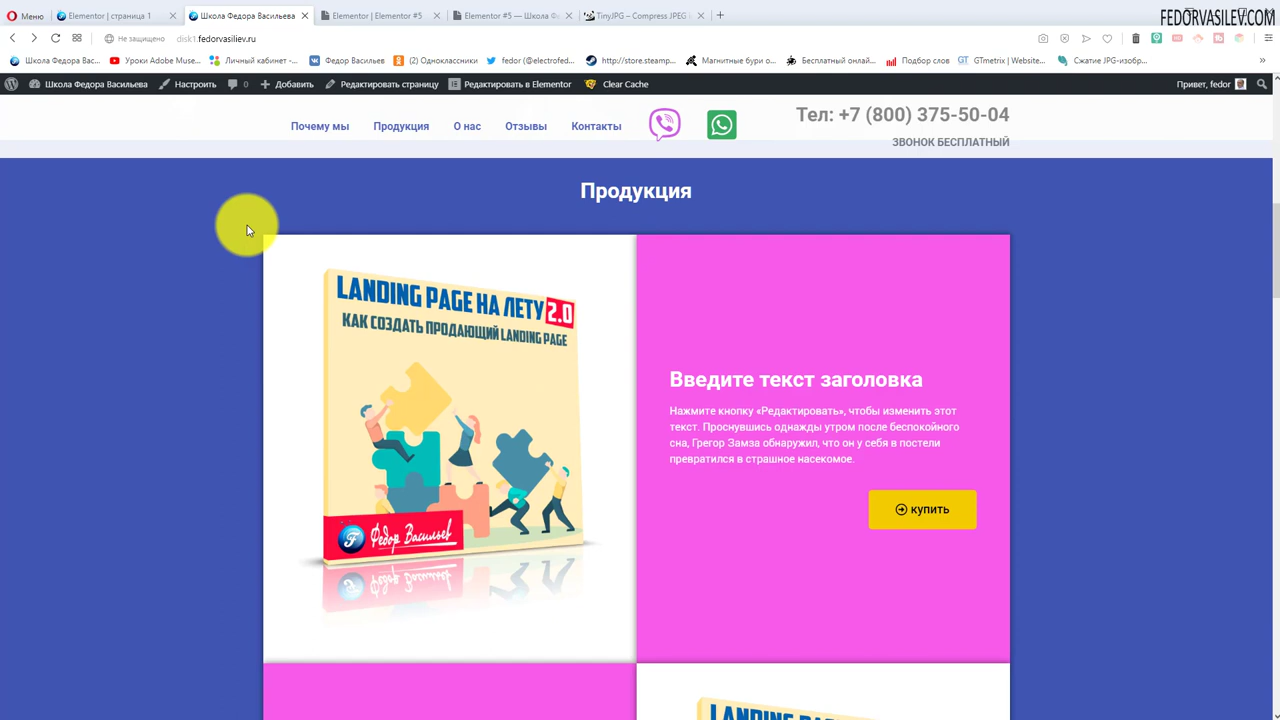 Меню
Elementor | страница 1
Школа Федора Васильева
Elementor | Elementor #5
Elementor #5 — Школа Фе
TinyJPG – Compress JPEG
FEDORVASILEV.COM
Не защищено
disk1.fedorvasiliev.ru
Школа Федора Вас...
Уроки Adobe Muse...
Личный кабинет -...
Федор Васильев
(2) Одноклассники
fedor (@electrofed...
http://store.steamp...
Магнитные бури о...
Бесплатный онлай...
Подбор слов
GTmetrix | Website...
Сжатие JPG-изобр...
Школа Федора Васильева
Настроить
0
Добавить
Редактировать страницу
Редактировать в Elementor
Clear Cache
Привет, fedor
Почему мы
Продукция
О нас
Отзывы
Контакты
Тел: +7 (800) 375-50-04
ЗВОНОК БЕСПЛАТНЫЙ
Продукция
LANDING PAGE НА ЛЕТУ 2.0
КАК СОЗДАТЬ ПРОДАЮЩИЙ LANDING PAGE
Федор Васильев
Введите текст заголовка
Нажмите кнопку «Редактировать», чтобы изменить этот
текст. Проснувшись однажды утром после беспокойного
сна, Грегор Замза обнаружил, что он у себя в постели
превратился в страшное насекомое.
купить